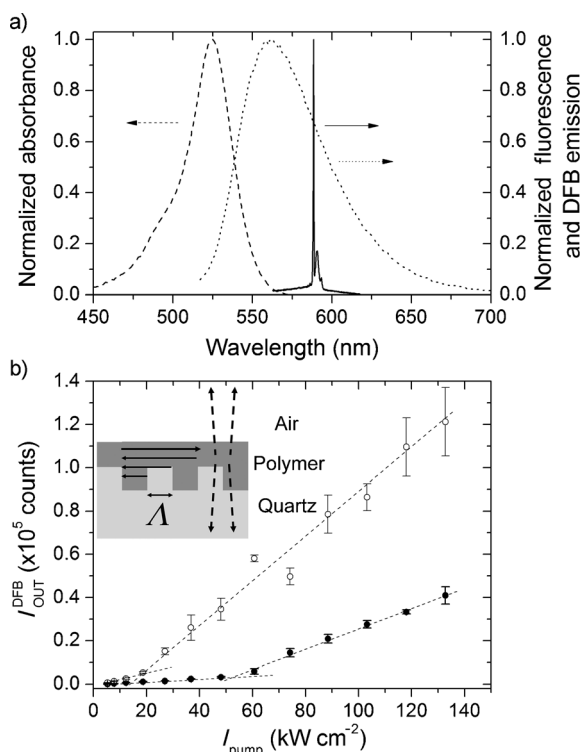 a)
1.0
0.8
0.6
0.4
0.2
0.0
Normalized absorbance
1.0
0.8
0.6
0.4
0.2
0.0
Normalized fluorescence
and DFB emission
450 500 550 600 650 700
Wavelength (nm)
b)
1.4
1.2
1.0
0.8
0.6
0.4
0.2
0.0
I_OUT^DFB (x10^5 counts)
Air
Polymer
Quartz
Λ
0 20 40 60 80 100 120 140
I_pump (kW cm^-2)